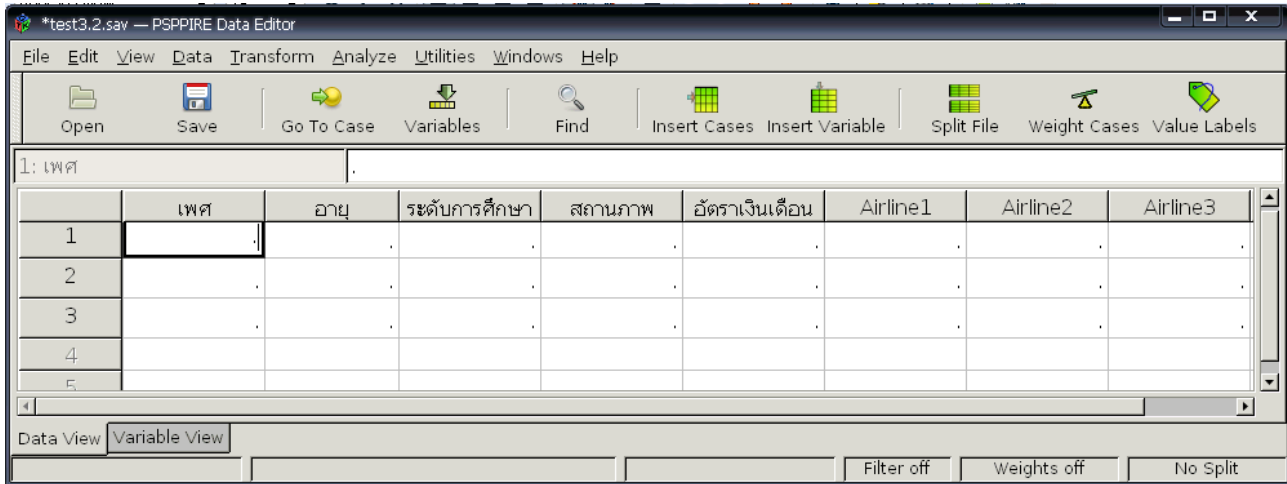 *test3.2.sav — PSPPIRE Data Editor
File Edit View Data Transform Analyze Utilities Windows Help
Open Save Go To Case Variables Find Insert Cases Insert Variable Split File Weight Cases Value Labels
1: เพศ .
เพศ อายุ ระดับการศึกษา สถานภาพ อัตราเงินเดือน Airline1 Airline2 Airline3
1 . . . . . . . .
2 . . . . . . . .
3 . . . . . . . .
4
5
Data View Variable View
Filter off Weights off No Split